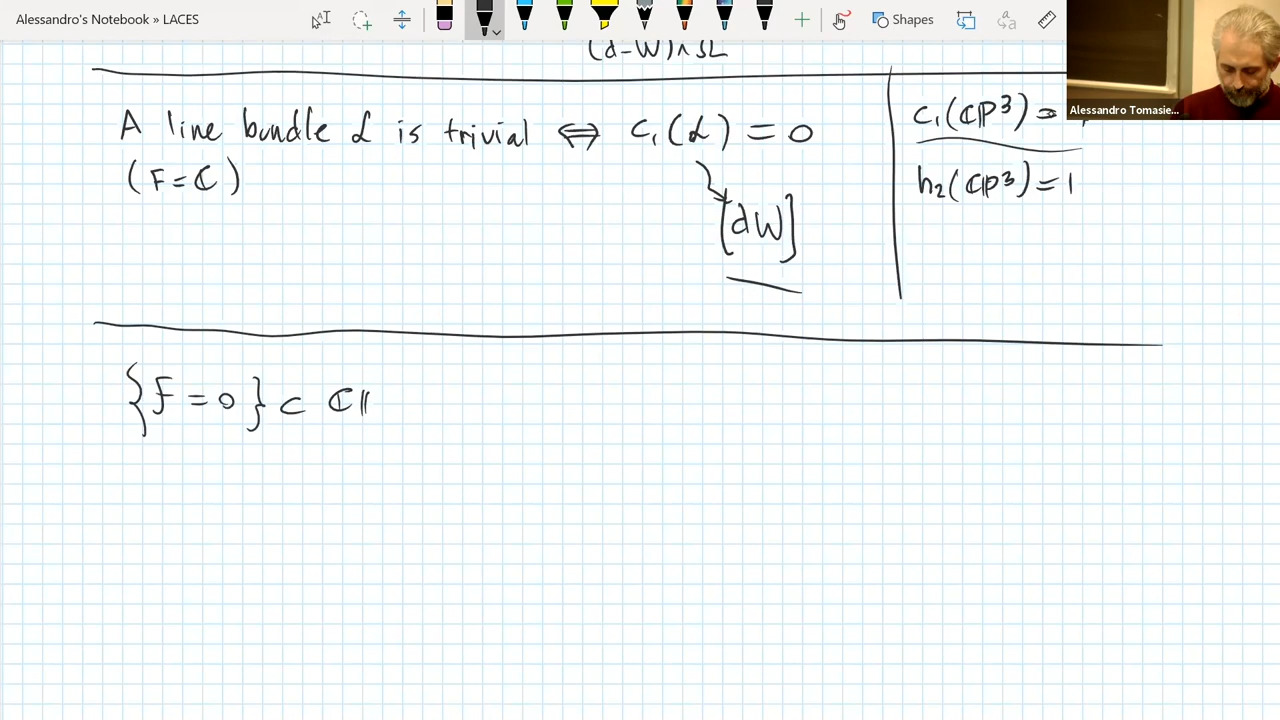 Alessandro's Notebook » LACES
Shapes
Alessandro Tomasie...
(d-W)∧Ω
A line bundle ℒ is trivial ⇔ c₁(ℒ) = 0
(F=ℂ)
[dW]
c₁(ℂP³) =
h₂(ℂP³) = 1
{F = 0} ⊂ ℂ